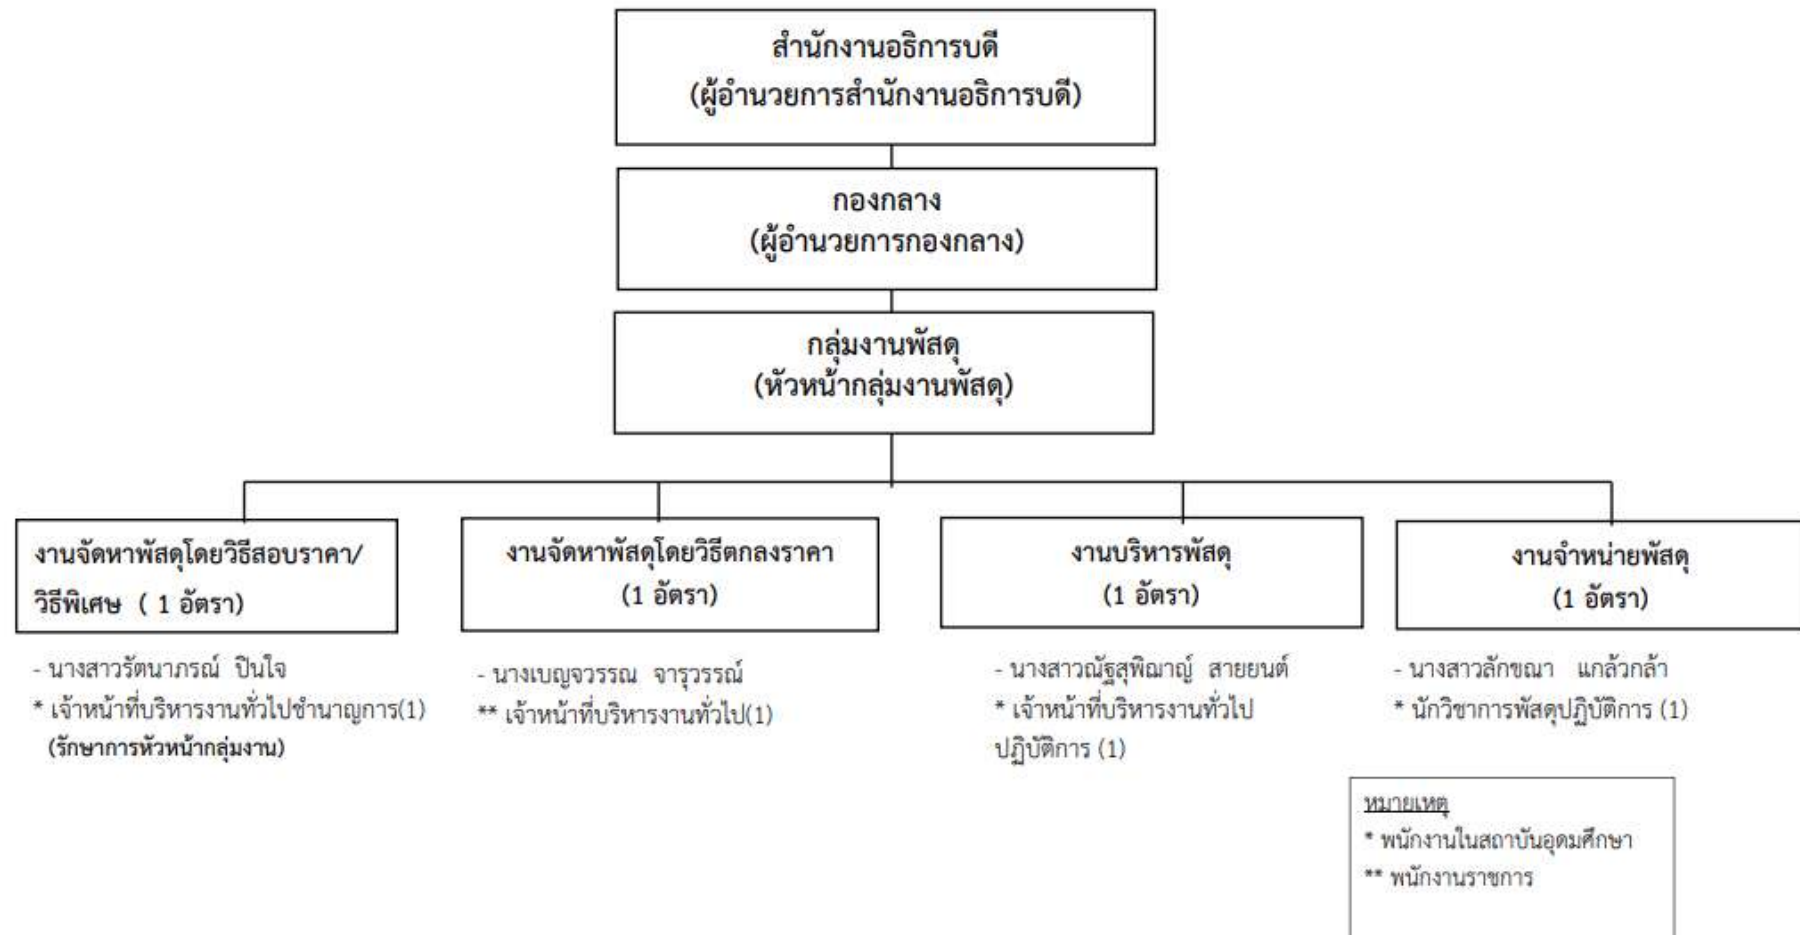 สำนักงานอธิการบดี
(ผู้อำนวยการสำนักงานอธิการบดี)
กองกลาง
(ผู้อำนวยการกองกลาง)
กลุ่มงานพัสดุ
(หัวหน้ากลุ่มงานพัสดุ)
งานจัดหาพัสดุโดยวิธีสอบราคา/
วิธีพิเศษ ( 1 อัตรา)
- นางสาวรัตนาภรณ์ ปินใจ
* เจ้าหน้าที่บริหารงานทั่วไปชำนาญการ(1)
(รักษาการหัวหน้ากลุ่มงาน)
งานจัดหาพัสดุโดยวิธีตกลงราคา
(1 อัตรา)
- นางเบญจวรรณ จารุวรรณ์
** เจ้าหน้าที่บริหารงานทั่วไป(1)
งานบริหารพัสดุ
(1 อัตรา)
- นางสาวณัฐสุพิฌาญ์ สายยนต์
* เจ้าหน้าที่บริหารงานทั่วไป
ปฏิบัติการ (1)
งานจำหน่ายพัสดุ
(1 อัตรา)
- นางสาวลักขณา แกล้วกล้า
* นักวิชาการพัสดุปฏิบัติการ (1)
หมายเหตุ
* พนักงานในสถาบันอุดมศึกษา
** พนักงานราชการ